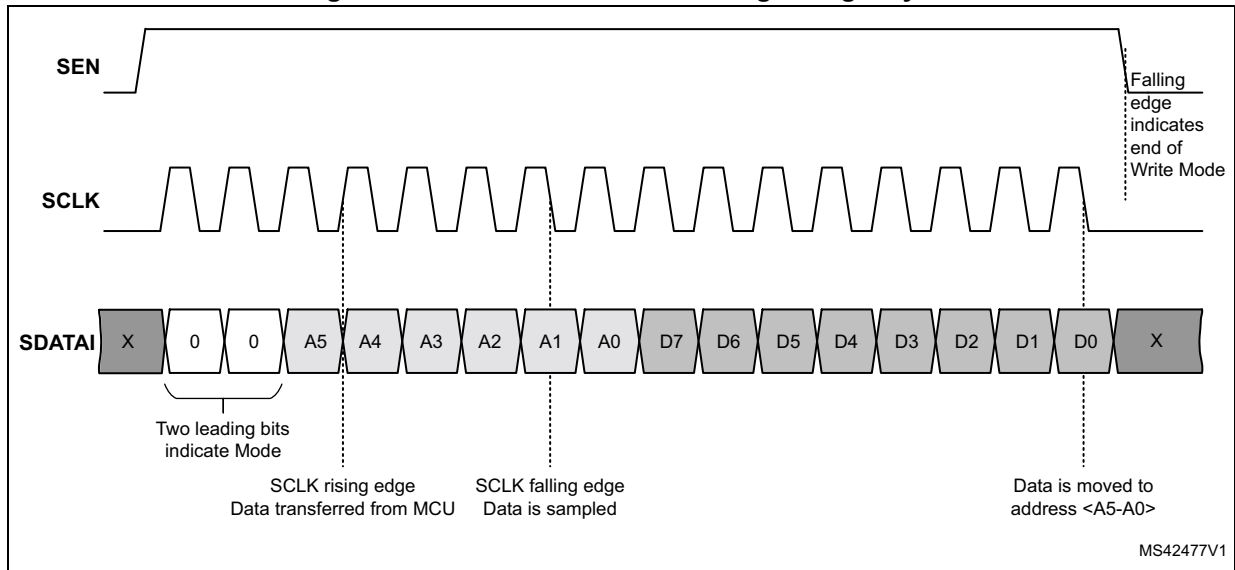 SEN
Falling
edge
indicates
end of
Write Mode
SCLK
SDATAI X 0 0 A5 A4 A3 A2 A1 A0 D7 D6 D5 D4 D3 D2 D1 D0 X
Two leading bits
indicate Mode
SCLK rising edge
Data transferred from MCU
SCLK falling edge
Data is sampled
Data is moved to
address <A5-A0>
MS42477V1